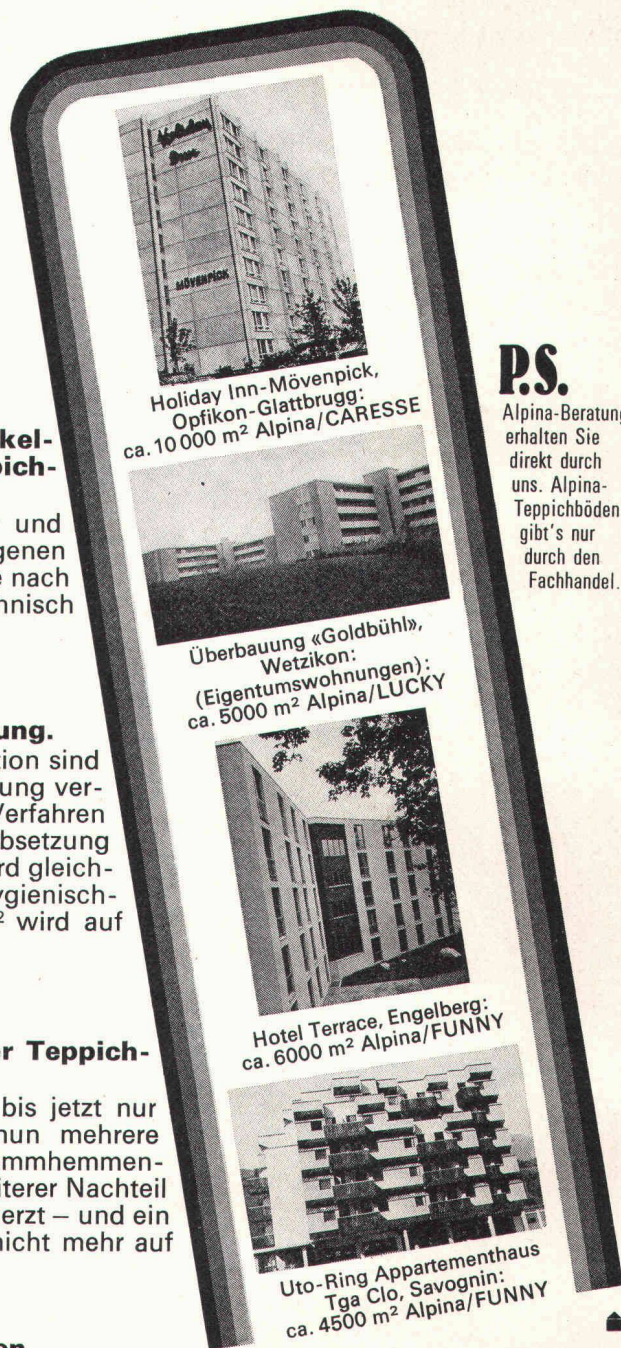 kel-
pich-
und
genen
e nach
hnisch
ung.
tion sind
ung ver-
Verfahren
bsetzung
rd gleich-
ygienisch-
² wird auf
er Teppich-
bis jetzt nur
nun mehrere
ammhemmen-
iterer Nachteil
erzt – und ein
nicht mehr auf
Holiday
Inn
MÖVENPICK
Holiday Inn-Mövenpick,
Opfikon-Glattbrugg:
ca. 10 000 m² Alpina/CARESSE
Überbauung «Goldbühl»,
Wetzikon:
(Eigentumswohnungen):
ca. 5000 m² Alpina/LUCKY
Hotel Terrace, Engelberg:
ca. 6000 m² Alpina/FUNNY
Uto-Ring Appartementhaus
Tga Clo, Savognin:
ca. 4500 m² Alpina/FUNNY
P.S.
Alpina-Beratung
erhalten Sie
direkt durch
uns. Alpina-
Teppichböden
gibt's nur
durch den
Fachhandel.